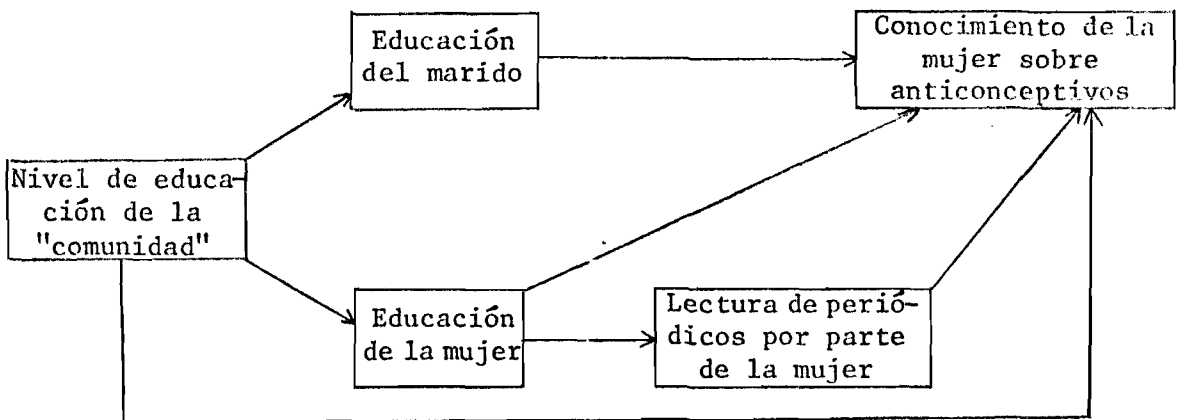 Educación
del marido
Conocimiento de la
mujer sobre
anticonceptivos
Nivel de educa-
ción de la
"comunidad"
Educación
de la mujer
Lectura de perió-
dicos por parte
de la mujer